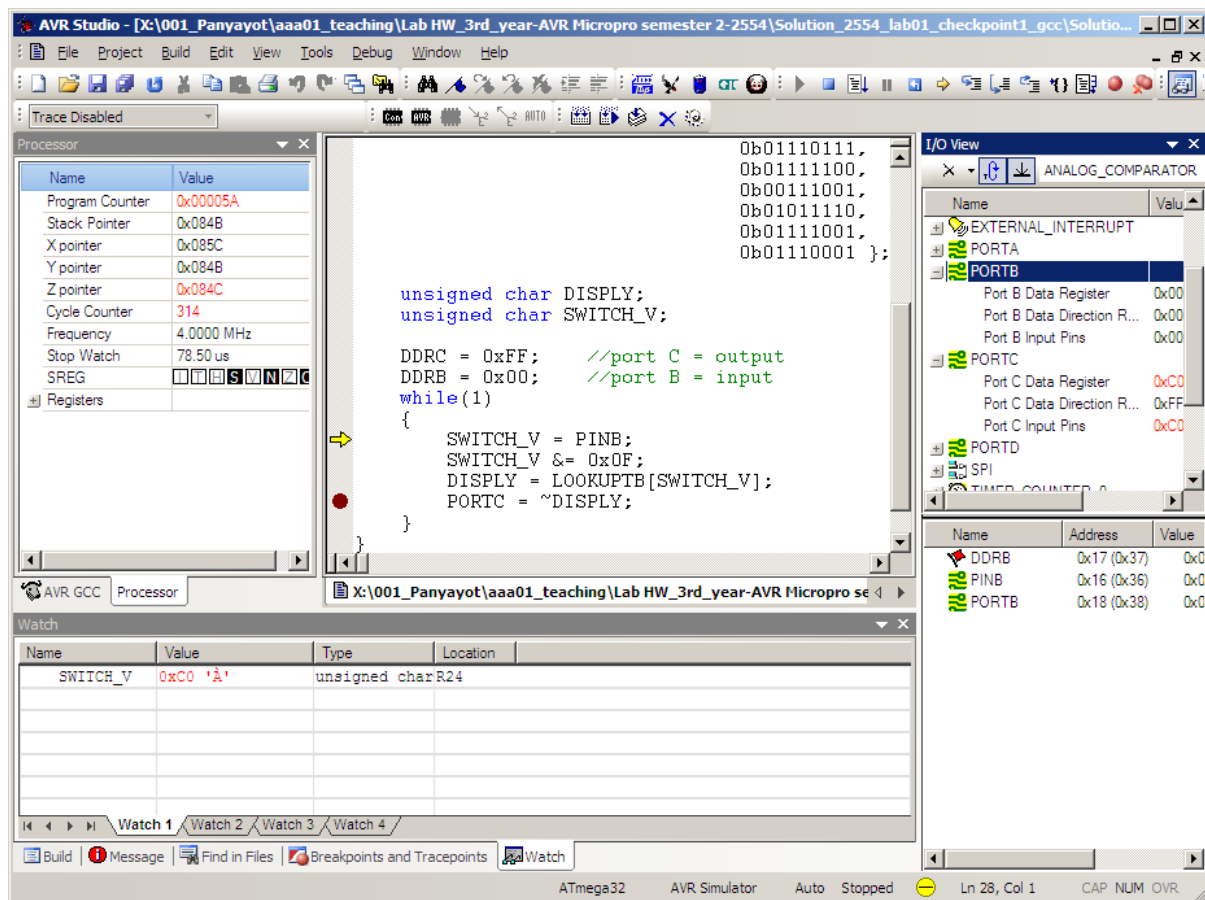 AVR Studio - [X:\001_Panyayot\aaa01_teaching\Lab HW_3rd_year-AVR Micropro semester 2-2554\Solution_2554_lab01_checkpoint1_gcc\Solutio...
File Project Build Edit View Tools Debug Window Help
Trace Disabled
Con AVR AUTO
Processor
Name Value
Program Counter 0x00005A
Stack Pointer 0x084B
X pointer 0x085C
Y pointer 0x084B
Z pointer 0x084C
Cycle Counter 314
Frequency 4.0000 MHz
Stop Watch 78.50 us
SREG I T H S V N Z C
Registers
AVR GCC Processor
0b01110111,
0b01111100,
0b00111001,
0b01011110,
0b01111001,
0b01110001 };
unsigned char DISPLY;
unsigned char SWITCH_V;
DDRC = 0xFF; //port C = output
DDRB = 0x00; //port B = input
while(1)
{
SWITCH_V = PINB;
SWITCH_V &= 0x0F;
DISPLY = LOOKUPTB[SWITCH_V];
PORTC = ~DISPLY;
}
}
X:\001_Panyayot\aaa01_teaching\Lab HW_3rd_year-AVR Micropro se
I/O View
ANALOG_COMPARATOR
Name Valu
EXTERNAL_INTERRUPT
PORTA
PORTB
Port B Data Register 0x00
Port B Data Direction R... 0x00
Port B Input Pins 0x00
PORTC
Port C Data Register 0xC0
Port C Data Direction R... 0xFF
Port C Input Pins 0xC0
PORTD
SPI
TIMER_COUNTER_0
Name Address Value
DDRB 0x17 (0x37) 0x0
PINB 0x16 (0x36) 0x0
PORTB 0x18 (0x38) 0x0
Watch
Name Value Type Location
SWITCH_V 0xC0 'À' unsigned char R24
Watch 1 Watch 2 Watch 3 Watch 4
Build Message Find in Files Breakpoints and Tracepoints Watch
ATmega32 AVR Simulator Auto Stopped Ln 28, Col 1 CAP NUM OVR